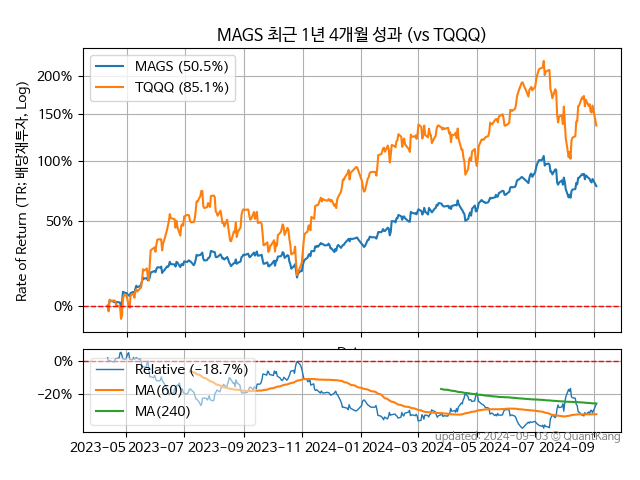 MAGS 최근 1년 4개월 성과 (vs TQQQ)
Rate of Return (TR: 배당재투자, Log)
200%
150%
100%
50%
0%
MAGS (50.5%)
TQQQ (85.1%)
0%
−20%
Relative (−18.7%)
MA(60)
MA(240)
2023−05 2023−07 2023−09 2023−11 2024−01 2024−03 2024−05 2024−07 2024−09
updated: 2024−09−03 © QuantKang